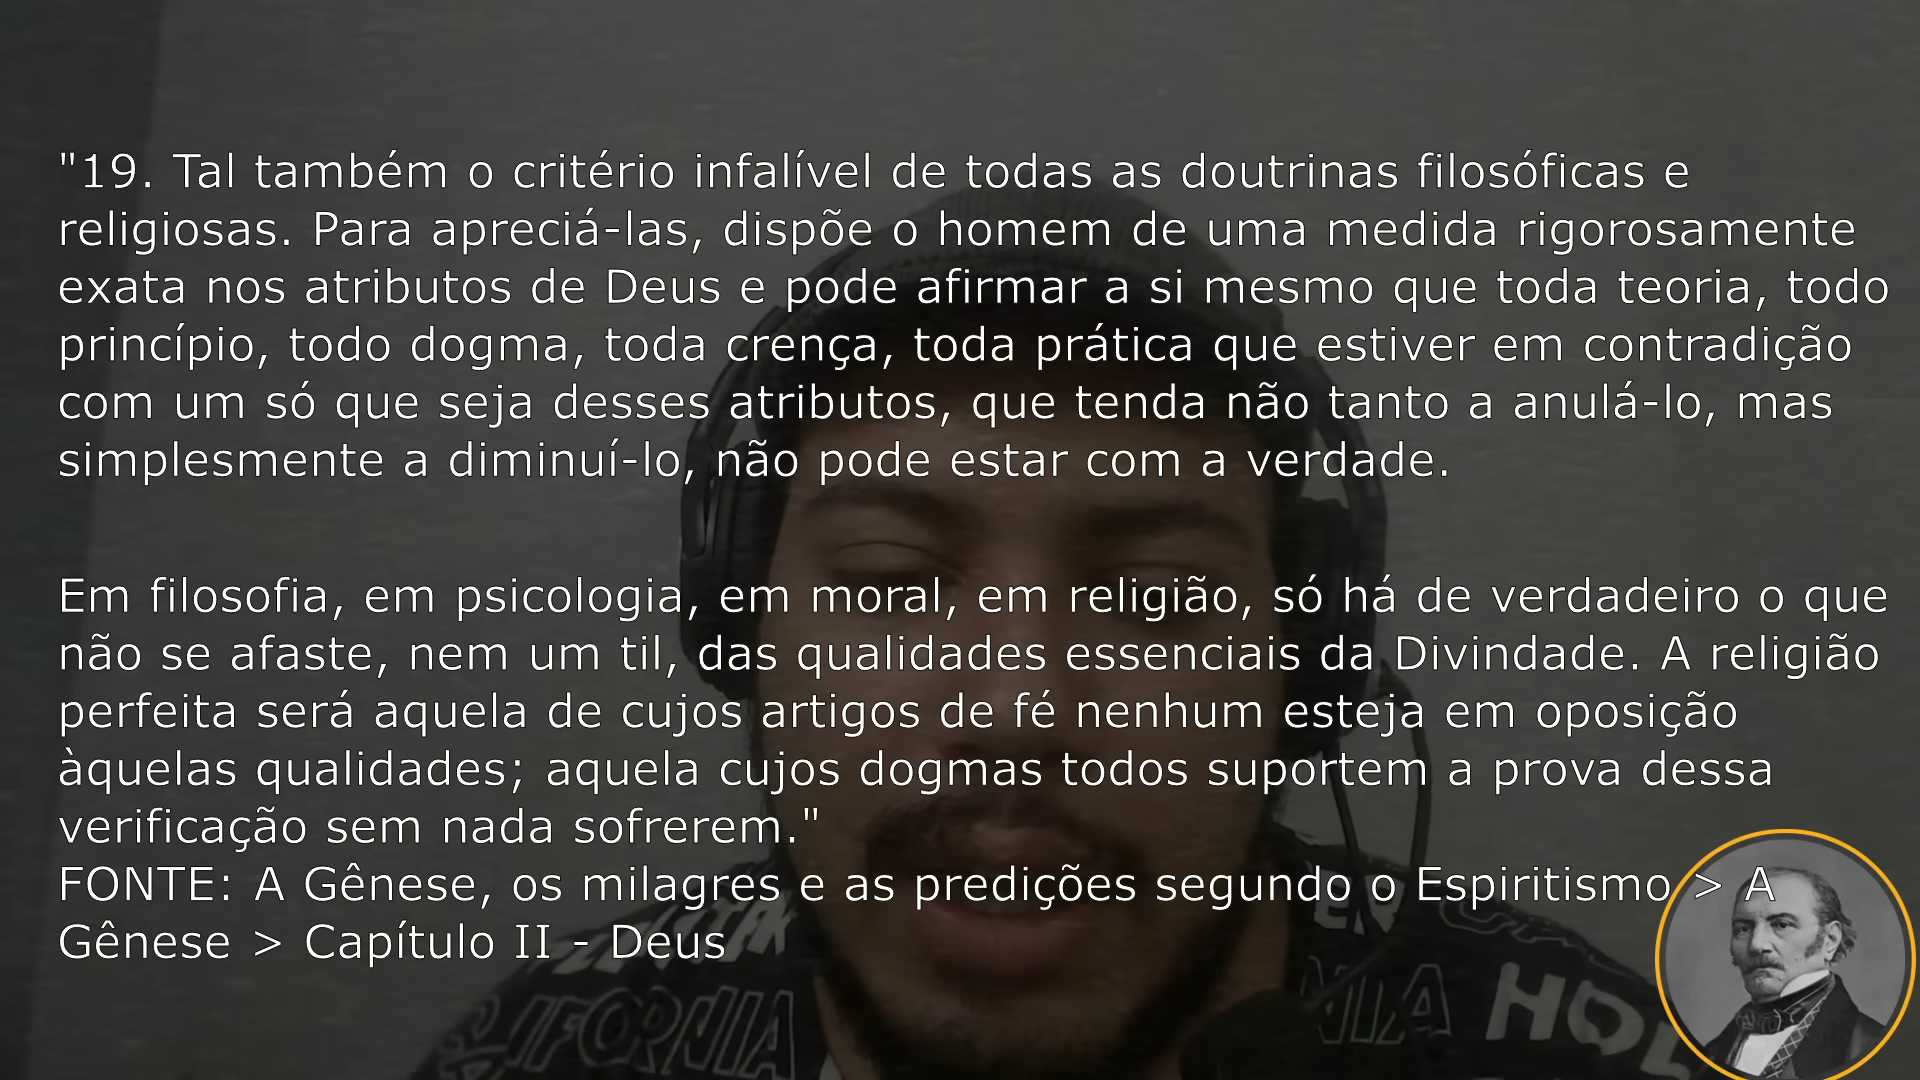 "19. Tal também o critério infalível de todas as doutrinas filosóficas e
religiosas. Para apreciá-las, dispõe o homem de uma medida rigorosamente
exata nos atributos de Deus e pode afirmar a si mesmo que toda teoria, todo
princípio, todo dogma, toda crença, toda prática que estiver em contradição
com um só que seja desses atributos, que tenda não tanto a anulá-lo, mas
simplesmente a diminuí-lo, não pode estar com a verdade.
Em filosofia, em psicologia, em moral, em religião, só há de verdadeiro o que
não se afaste, nem um til, das qualidades essenciais da Divindade. A religião
perfeita será aquela de cujos artigos de fé nenhum esteja em oposição
àquelas qualidades; aquela cujos dogmas todos suportem a prova dessa
verificação sem nada sofrerem."
FONTE: A Gênese, os milagres e as predições segundo o Espiritismo > A
Gênese > Capítulo II - Deus